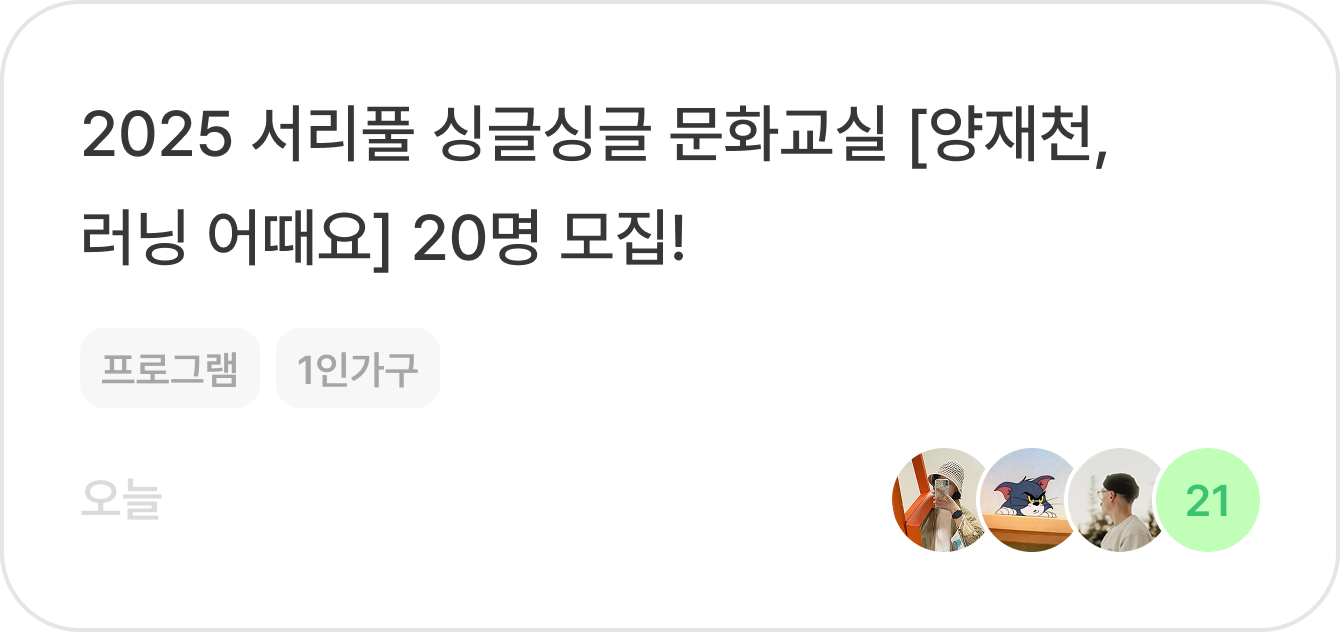 2025 서리풀 싱글싱글 문화교실 [양재천,
러닝 어때요] 20명 모집!
프로그램 1인가구
오늘
21